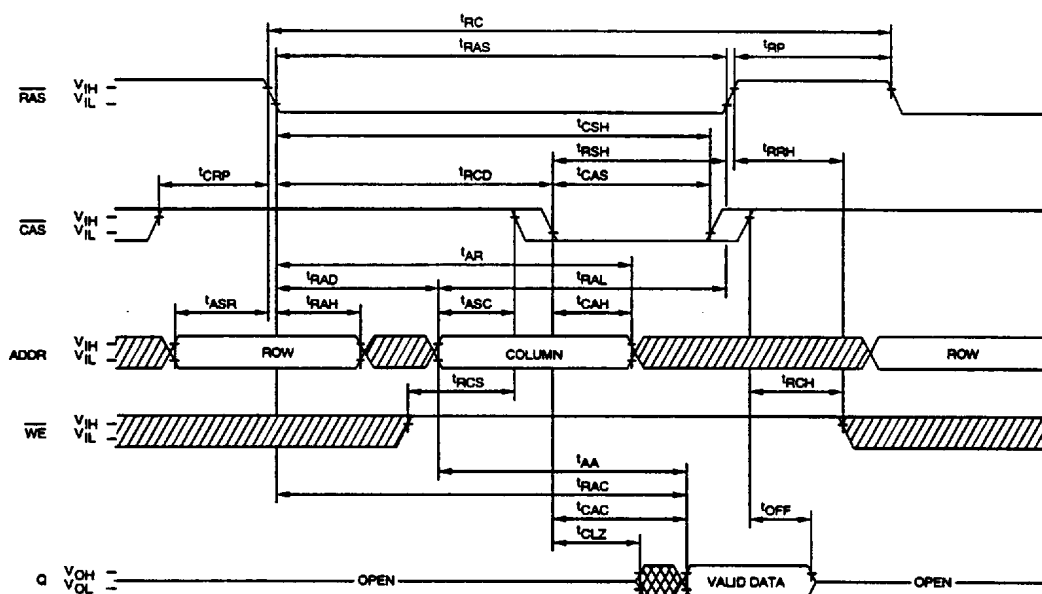 tRC
tRAS
tRP
RAS
VIH
VIL
tCSH
tRSH
tRRH
tCRP
tRCD
tCAS
CAS
VIH
VIL
tAR
tRAD
tRAL
tASR
tRAH
tASC
tCAH
ADDR
VIH
VIL
ROW
COLUMN
ROW
tRCS
tRCH
WE
VIH
VIL
tAA
tRAC
tCAC
tOFF
tCLZ
Q
VOH
VOL
OPEN
VALID DATA
OPEN